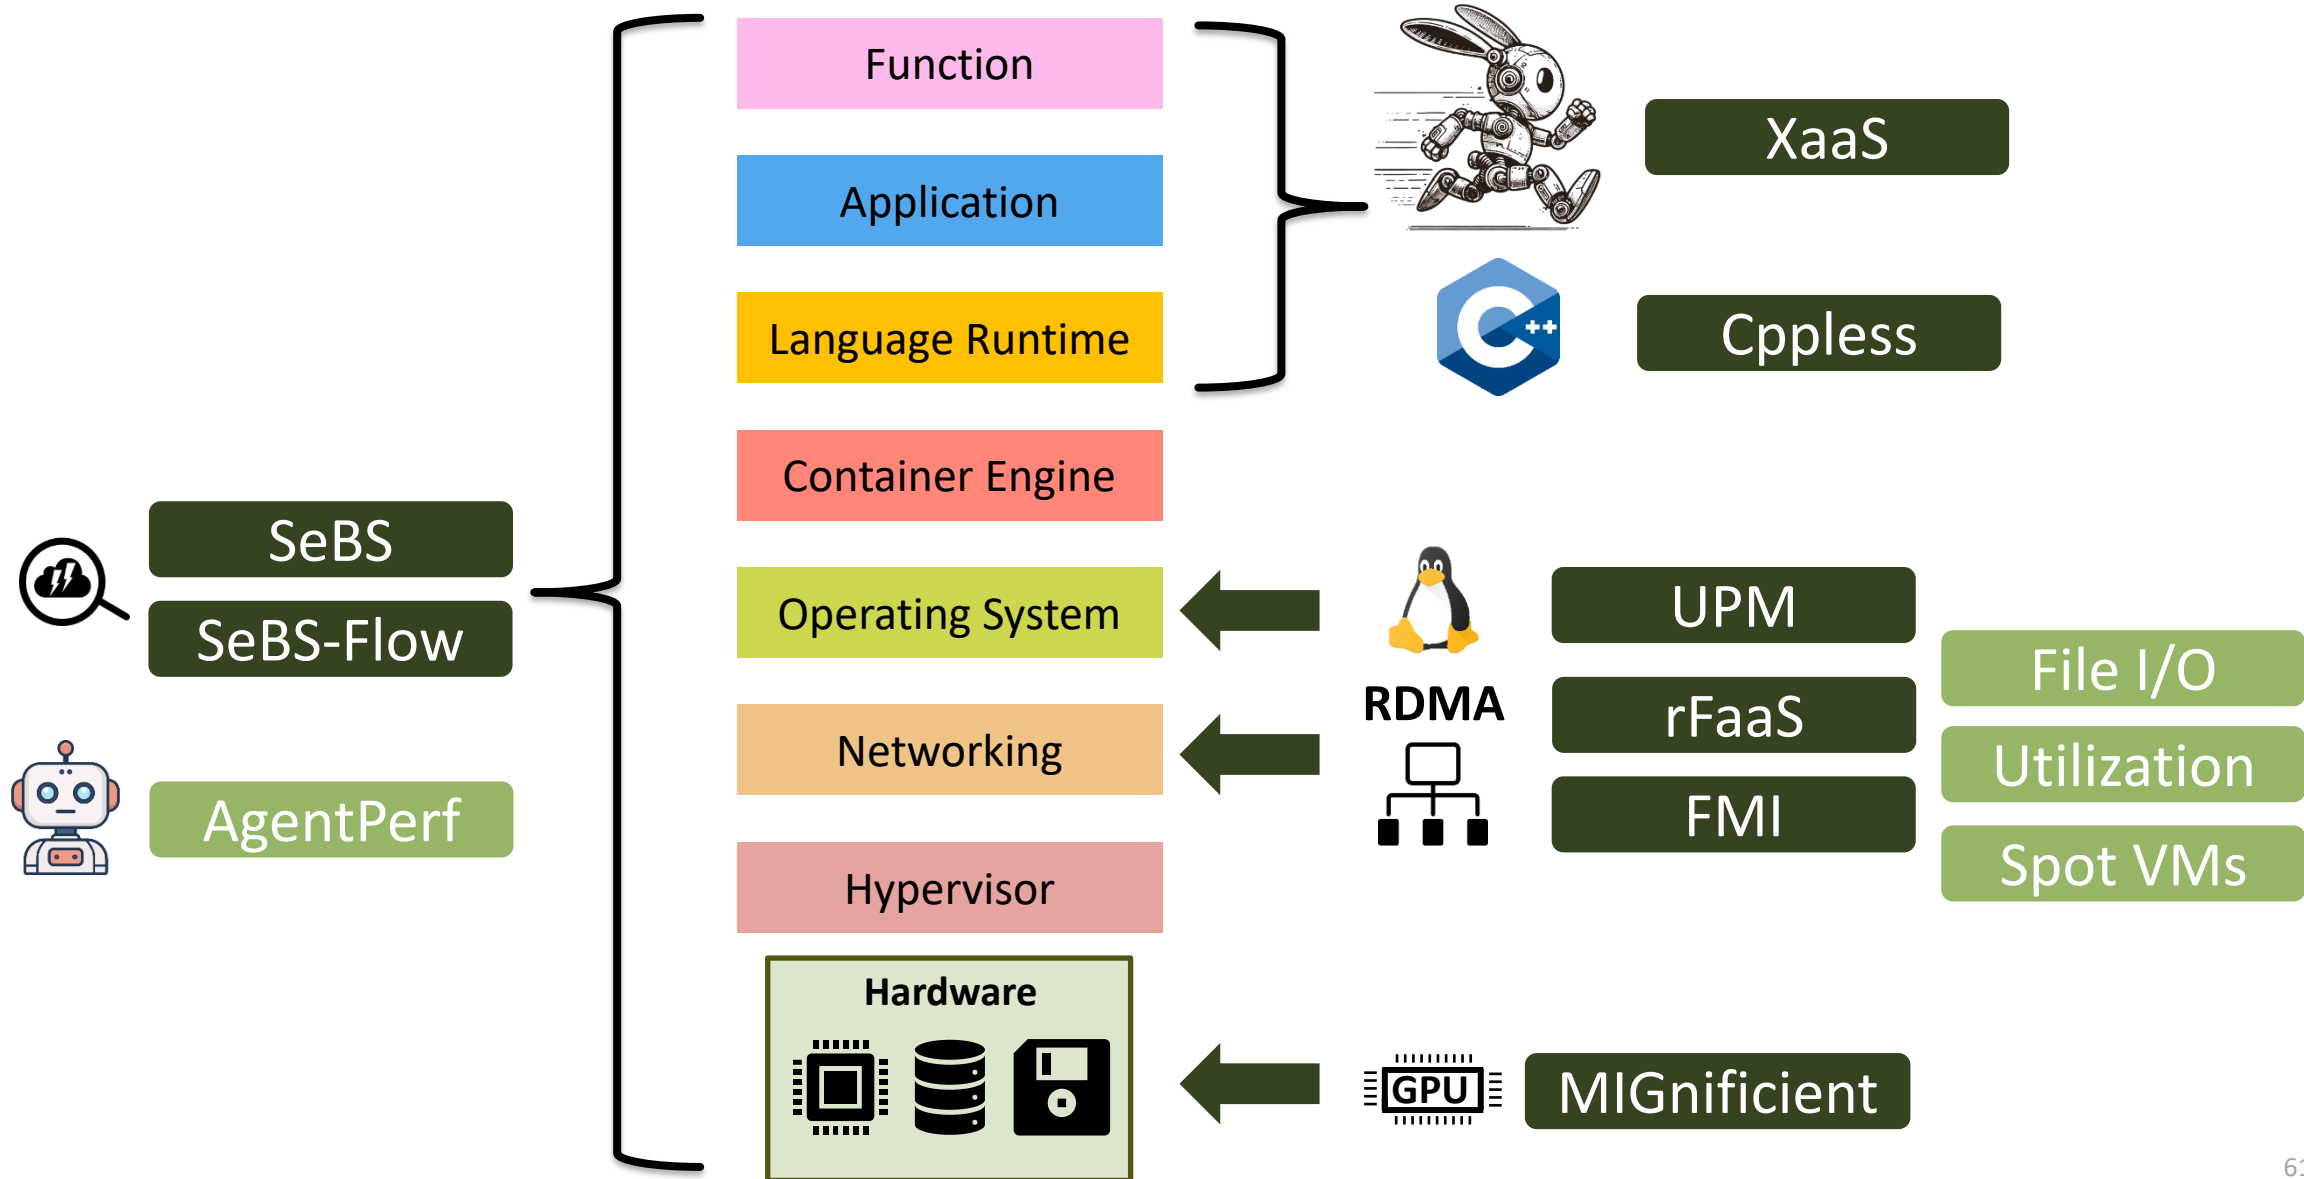 Function
Application
Language Runtime
Container Engine
Operating System
Networking
Hypervisor
Hardware
SeBS
SeBS-Flow
AgentPerf
XaaS
C++
Cppless
UPM
RDMA
rFaaS
FMI
File I/O
Utilization
Spot VMs
GPU
MIGnificient